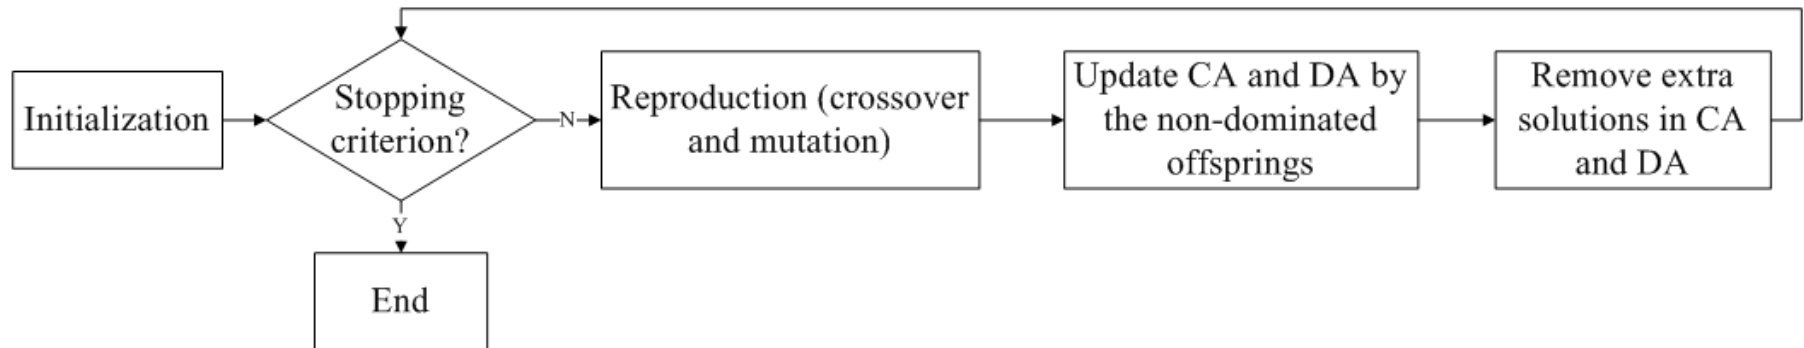 Initialization
Stopping
criterion?
N
Reproduction (crossover
and mutation)
Update CA and DA by
the non-dominated
offsprings
Remove extra
solutions in CA
and DA
Y
End